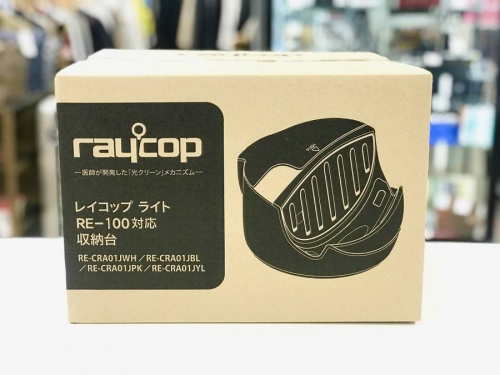 raycop
―医師が開発した「光クリーン」メカニズム―
レイコップ ライト
RE-100対応
収納台
RE-CRA01JWH／RE-CRA01JBL
／RE-CRA01JPK／RE-CRA01JYL